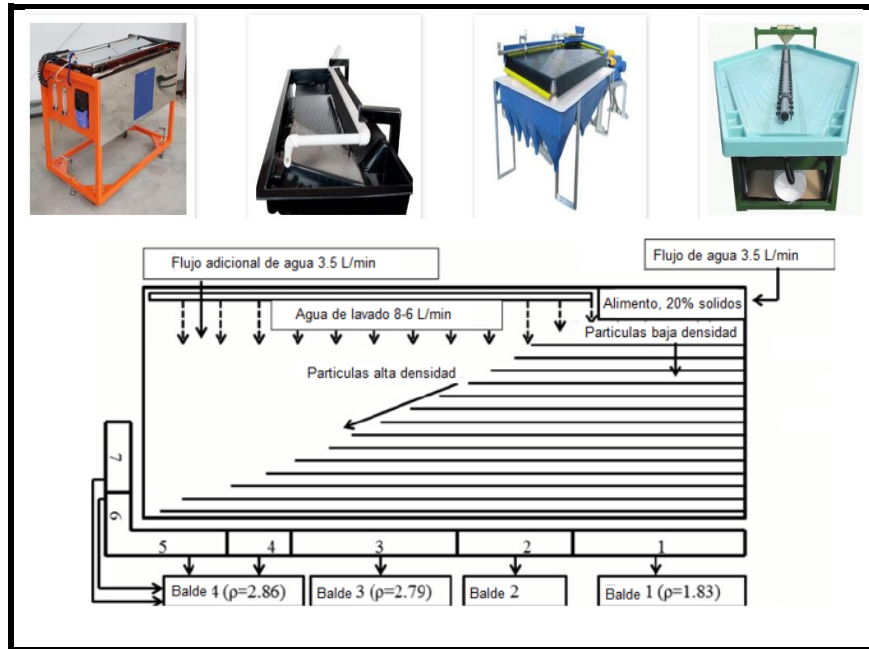 Flujo adicional de agua 3.5 L/min
Flujo de agua 3.5 L/min
Agua de lavado 8-6 L/min
Alimento, 20% solidos
Particulas baja densidad
Particulas alta densidad
7
6
5
4
3
2
1
Balde 4 (ρ=2.86)
Balde 3 (ρ=2.79)
Balde 2
Balde 1 (ρ=1.83)